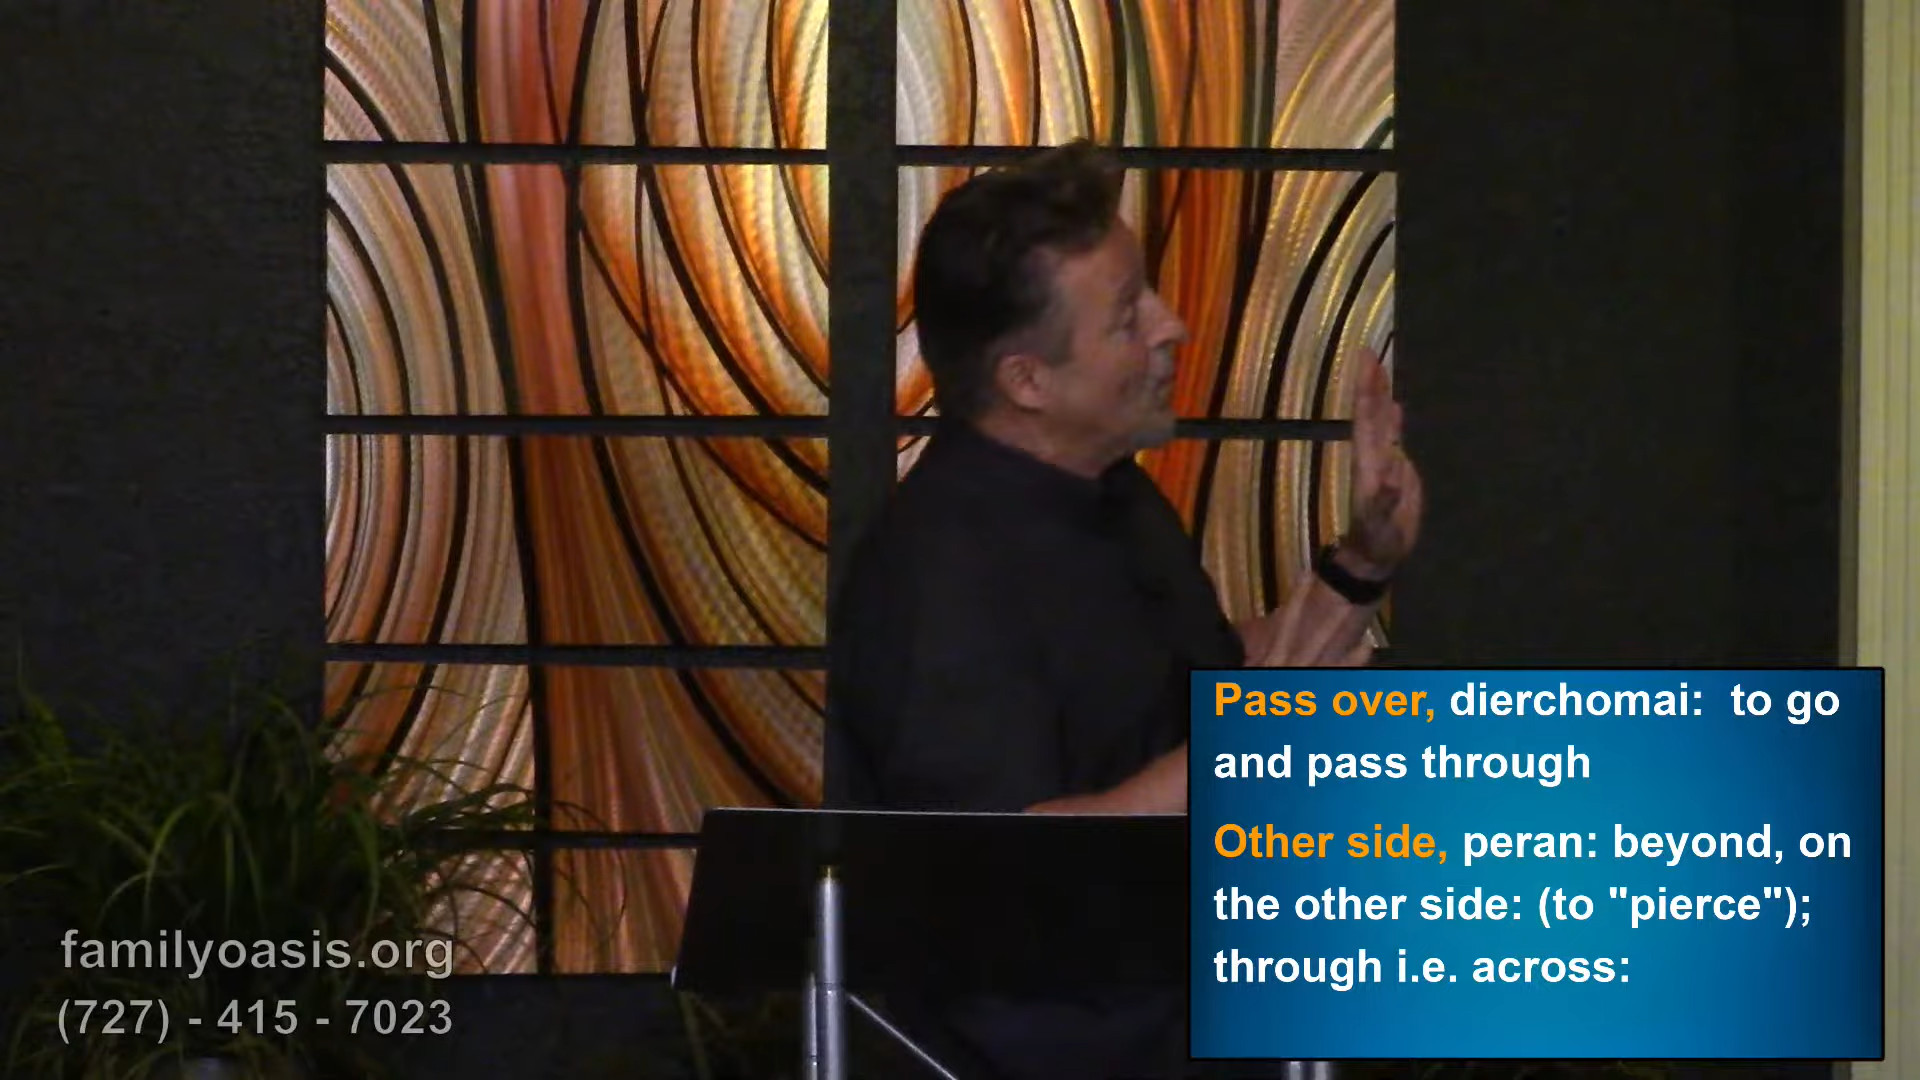 Pass over, dierchomai:  to go
and pass through
Other side, peran: beyond, on
the other side: (to "pierce");
through i.e. across:
familyoasis.org
(727) - 415 - 7023